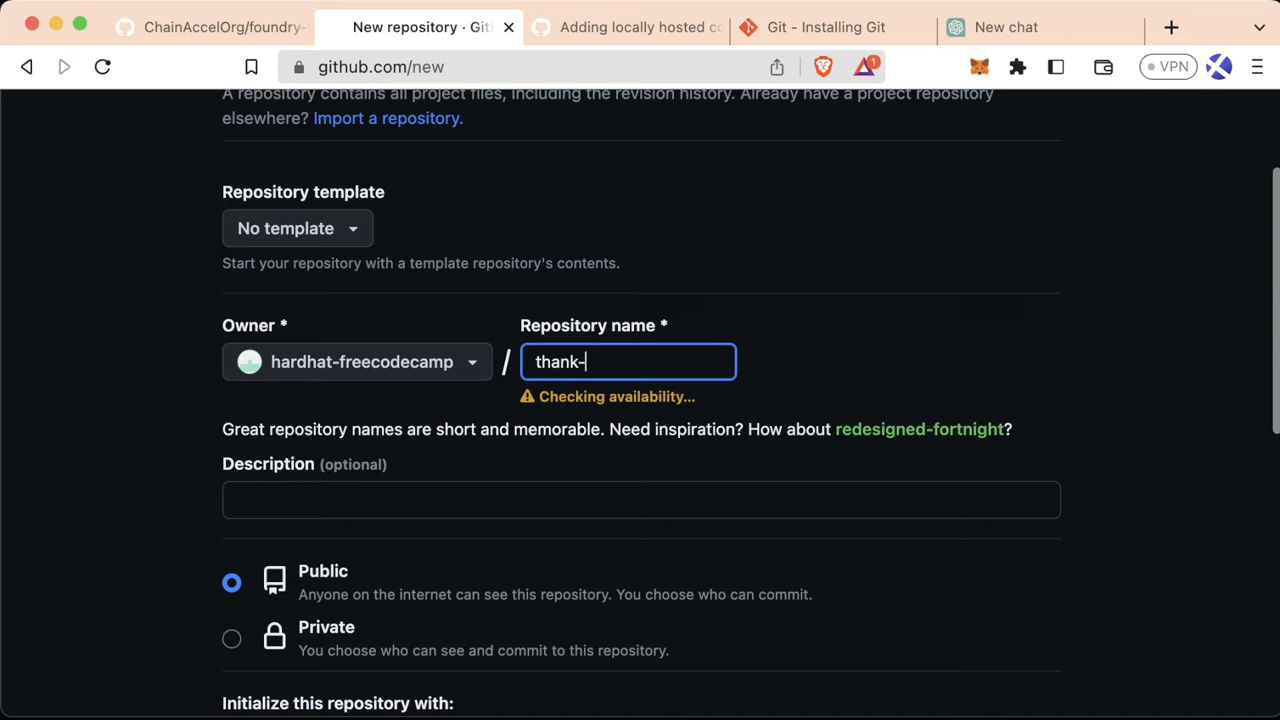 ChainAccelOrg/foundry-
New repository · Git
Adding locally hosted co
Git - Installing Git
New chat
github.com/new
1
VPN
A repository contains all project files, including the revision history. Already have a project repository
elsewhere? Import a repository.
Repository template
No template
Start your repository with a template repository's contents.
Owner *
Repository name *
hardhat-freecodecamp
/
thank-
Checking availability...
Great repository names are short and memorable. Need inspiration? How about redesigned-fortnight?
Description (optional)
Public
Anyone on the internet can see this repository. You choose who can commit.
Private
You choose who can see and commit to this repository.
Initialize this repository with: